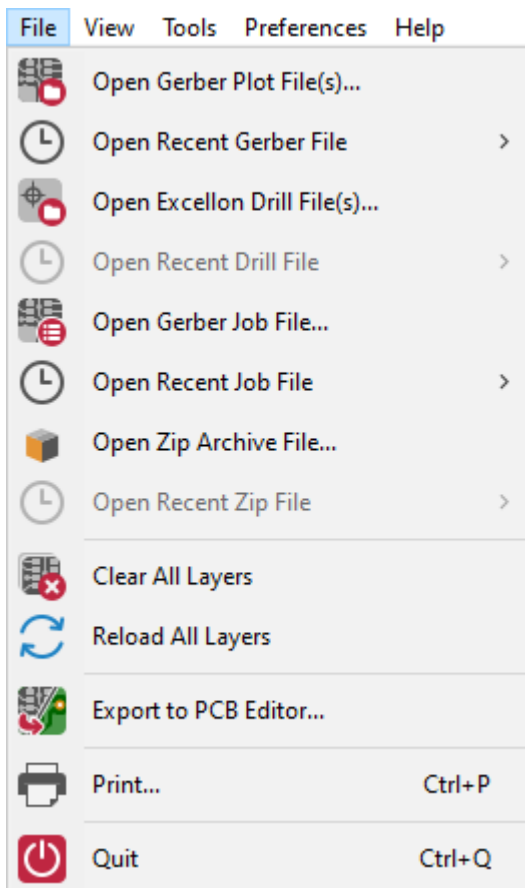 File View Tools Preferences Help
Open Gerber Plot File(s)...
Open Recent Gerber File
Open Excellon Drill File(s)...
Open Recent Drill File
Open Gerber Job File...
Open Recent Job File
Open Zip Archive File...
Open Recent Zip File
Clear All Layers
Reload All Layers
Export to PCB Editor...
Print... Ctrl+P
Quit Ctrl+Q